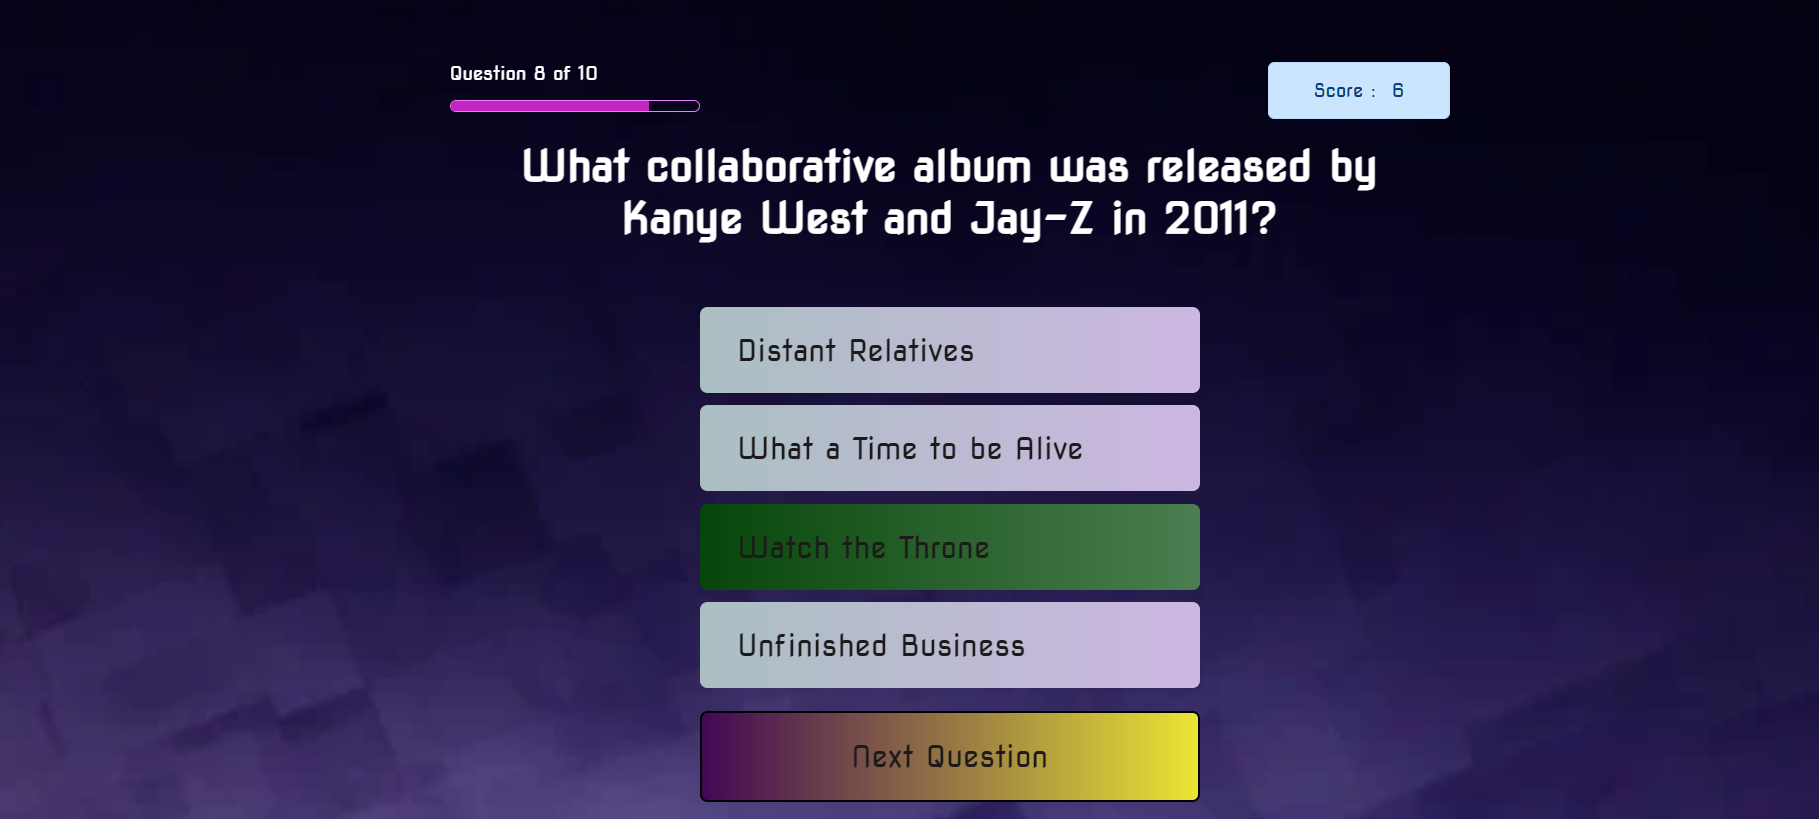 Question 8 of 10
Score : 6
What collaborative album was released by
Kanye West and Jay-Z in 2011?
Distant Relatives
What a Time to be Alive
Watch the Throne
Unfinished Business
Next Question